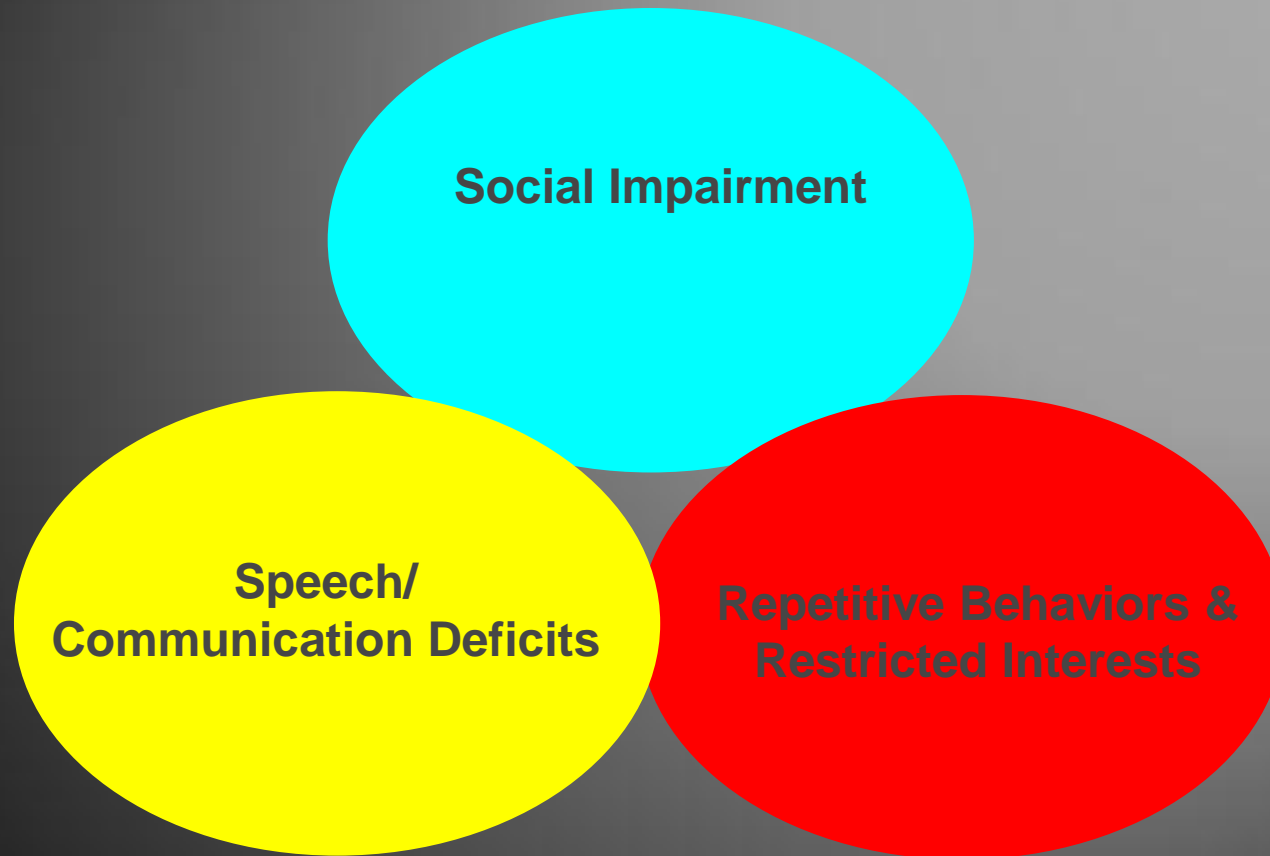 Social Impairment
Speech/
Communication Deficits
Repetitive Behaviors &
Restricted Interests